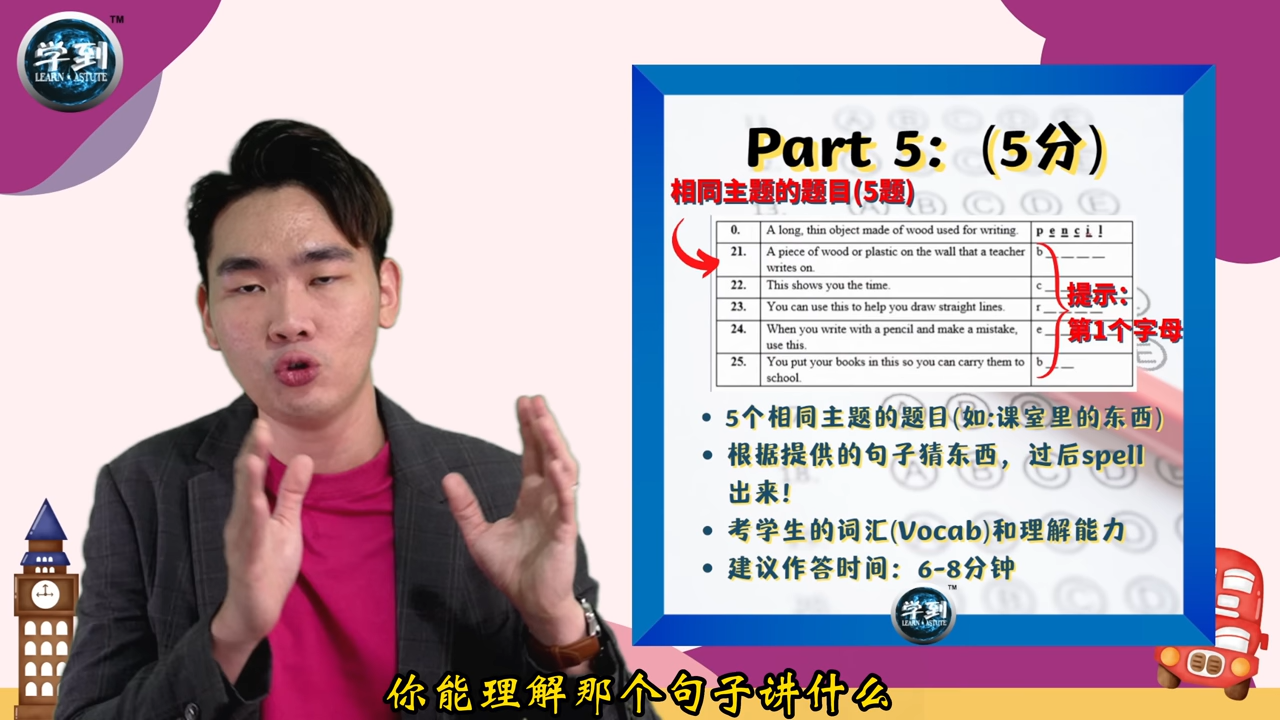 学到
TM
LEARN ASTUTE
Part 5: (5分)
相同主题的题目(5题)
0. A long, thin object made of wood used for writing. p e n c i l
21. A piece of wood or plastic on the wall that a teacher writes on. b _ _ _ _
22. This shows you the time. c
23. You can use this to help you draw straight lines. r _ _ _ _
24. When you write with a pencil and make a mistake, use this. e
25. You put your books in this so you can carry them to school. b _ _
提示:
第1个字母
5个相同主题的题目(如:课室里的东西)
根据提供的句子猜东西，过后spell
出来!
考学生的词汇(Vocab)和理解能力
建议作答时间: 6-8分钟
学到
TM
LEARN ASTUTE
你能理解那个句子讲什么